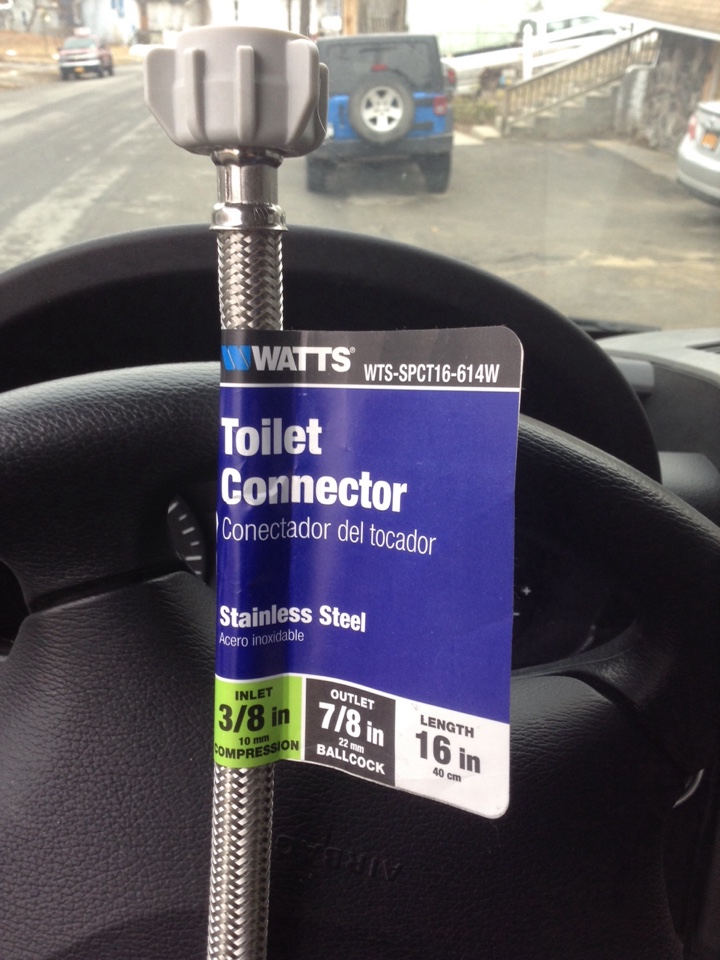 WATTS®
WTS-SPCT16-614W
Toilet
Connector
Conectador del tocador
Stainless Steel
Acero inoxidable
INLET
3/8 in
10 mm
COMPRESSION
OUTLET
7/8 in
22 mm
BALLCOCK
LENGTH
16 in
40 cm
AIRBAG